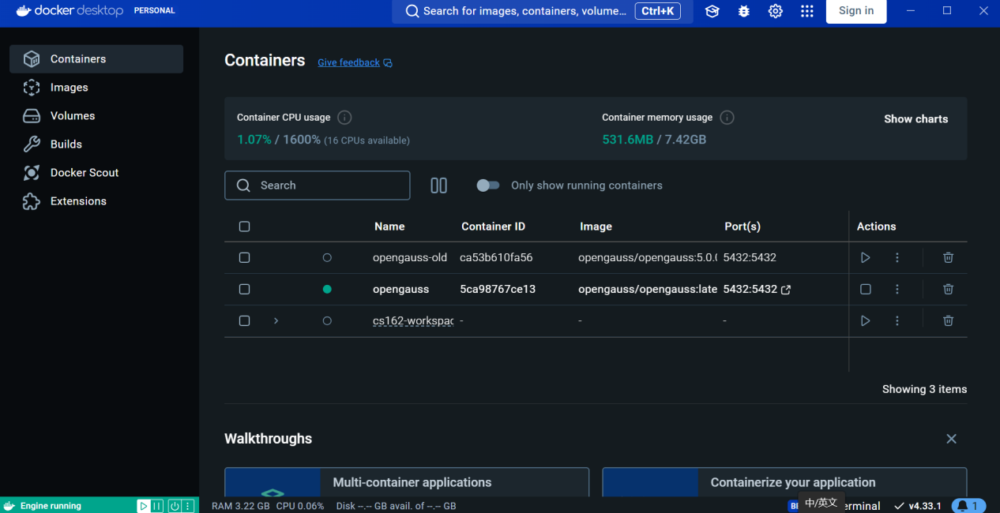 docker desktop PERSONAL Search for images, containers, volume... Ctrl+K Sign in
Containers
Images
Volumes
Builds
Docker Scout
Extensions
Containers Give feedback
Container CPU usage
1.07% / 1600% (16 CPUs available)
Container memory usage
531.6MB / 7.42GB
Show charts
Search
Only show running containers
Name Container ID Image Port(s) Actions
opengauss-old ca53b610fa56 opengauss/opengauss:5.0.0 5432:5432
opengauss 5ca98767ce13 opengauss/opengauss:late 5432:5432
cs162-workspac - - -
Showing 3 items
Walkthroughs
Multi-container applications
Containerize your application
Engine running RAM 3.22 GB CPU 0.06% Disk --.-- GB avail. of --.-- GB 中/英文 erminal v4.33.1 1